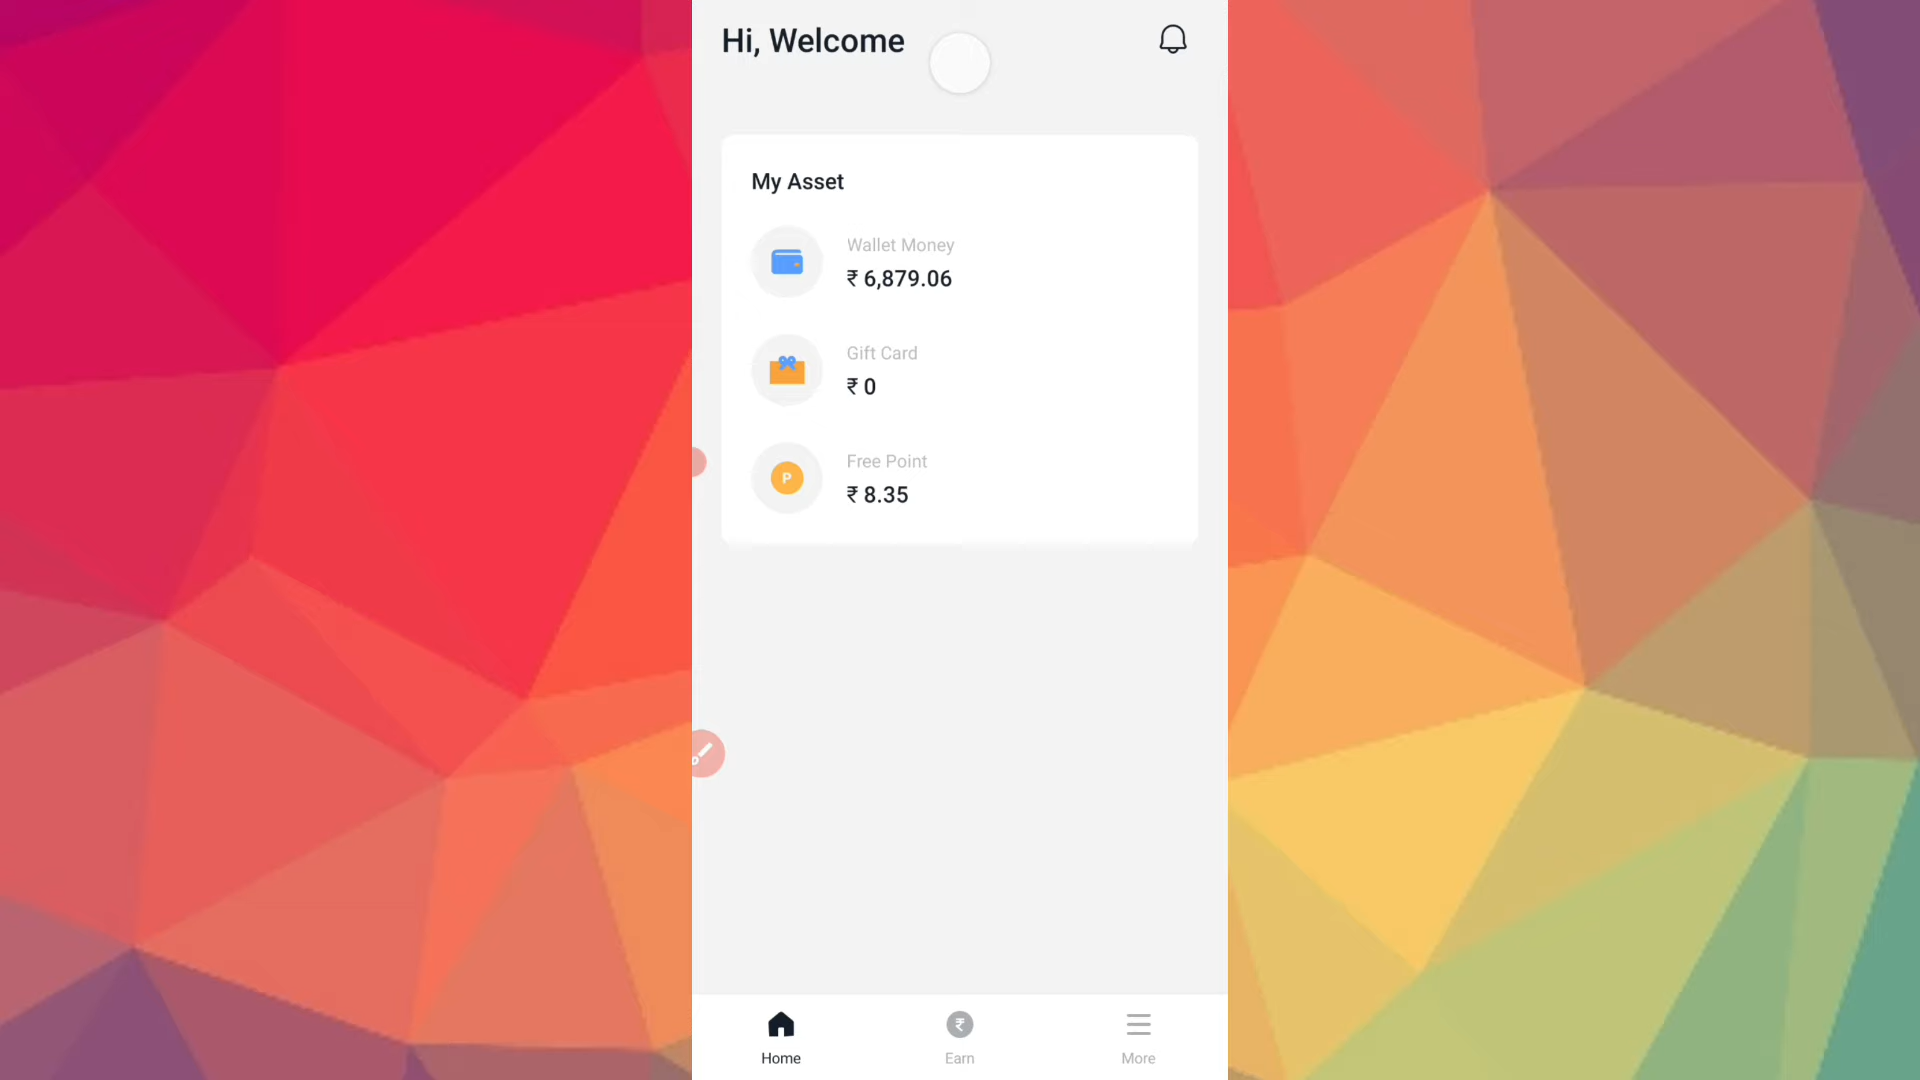 Hi, Welcome
My Asset
Wallet Money
₹ 6,879.06
Gift Card
₹ 0
Free Point
P
₹ 8.35
₹
Home
Earn
More